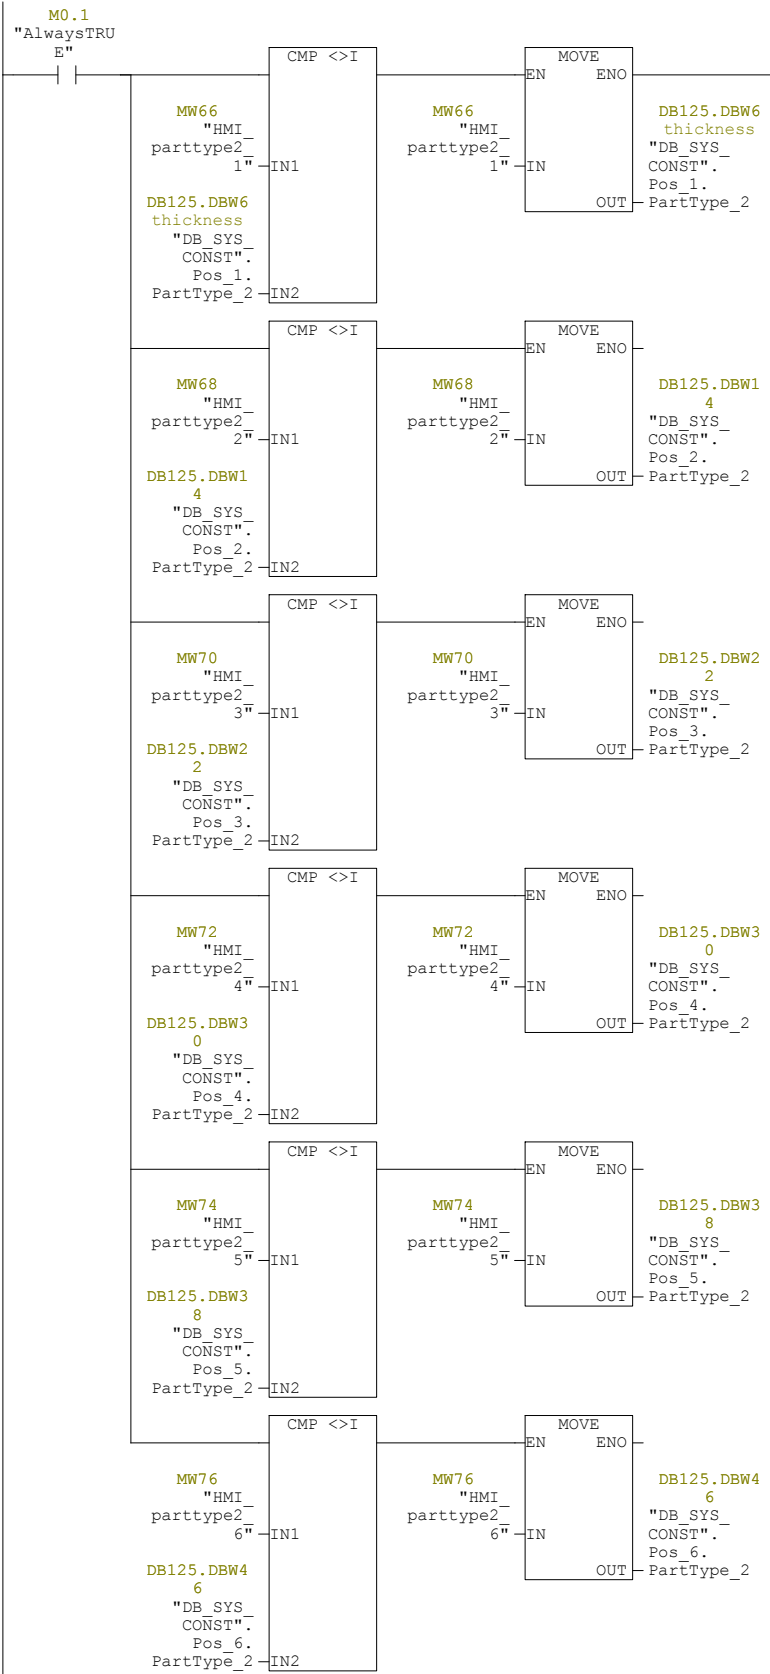 M0.1
"AlwaysTRU
E"
CMP <>I
MOVE
EN ENO
MW66
"HMI_
parttype2_
1"
IN1
MW66
"HMI_
parttype2_
1"
IN
DB125.DBW6
thickness
"DB_SYS_
CONST".
Pos_1.
PartType_2
OUT
DB125.DBW6
thickness
"DB_SYS_
CONST".
Pos_1.
PartType_2
IN2
CMP <>I
MOVE
EN ENO
MW68
"HMI_
parttype2_
2"
IN1
MW68
"HMI_
parttype2_
2"
IN
DB125.DBW1
4
"DB_SYS_
CONST".
Pos_2.
PartType_2
OUT
DB125.DBW1
4
"DB_SYS_
CONST".
Pos_2.
PartType_2
IN2
CMP <>I
MOVE
EN ENO
MW70
"HMI_
parttype2_
3"
IN1
MW70
"HMI_
parttype2_
3"
IN
DB125.DBW2
2
"DB_SYS_
CONST".
Pos_3.
PartType_2
OUT
DB125.DBW2
2
"DB_SYS_
CONST".
Pos_3.
PartType_2
IN2
CMP <>I
MOVE
EN ENO
MW72
"HMI_
parttype2_
4"
IN1
MW72
"HMI_
parttype2_
4"
IN
DB125.DBW3
0
"DB_SYS_
CONST".
Pos_4.
PartType_2
OUT
DB125.DBW3
0
"DB_SYS_
CONST".
Pos_4.
PartType_2
IN2
CMP <>I
MOVE
EN ENO
MW74
"HMI_
parttype2_
5"
IN1
MW74
"HMI_
parttype2_
5"
IN
DB125.DBW3
8
"DB_SYS_
CONST".
Pos_5.
PartType_2
OUT
DB125.DBW3
8
"DB_SYS_
CONST".
Pos_5.
PartType_2
IN2
CMP <>I
MOVE
EN ENO
MW76
"HMI_
parttype2_
6"
IN1
MW76
"HMI_
parttype2_
6"
IN
DB125.DBW4
6
"DB_SYS_
CONST".
Pos_6.
PartType_2
OUT
DB125.DBW4
6
"DB_SYS_
CONST".
Pos_6.
PartType_2
IN2